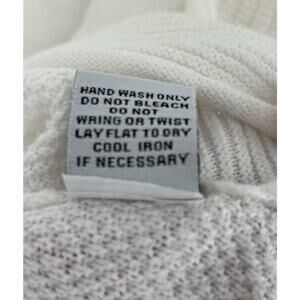 HAND WASH ONLY
DO NOT BLEACH
DO NOT
WRING OR TWIST
LAY FLAT TO DRY
COOL IRON
IF NECESSARY